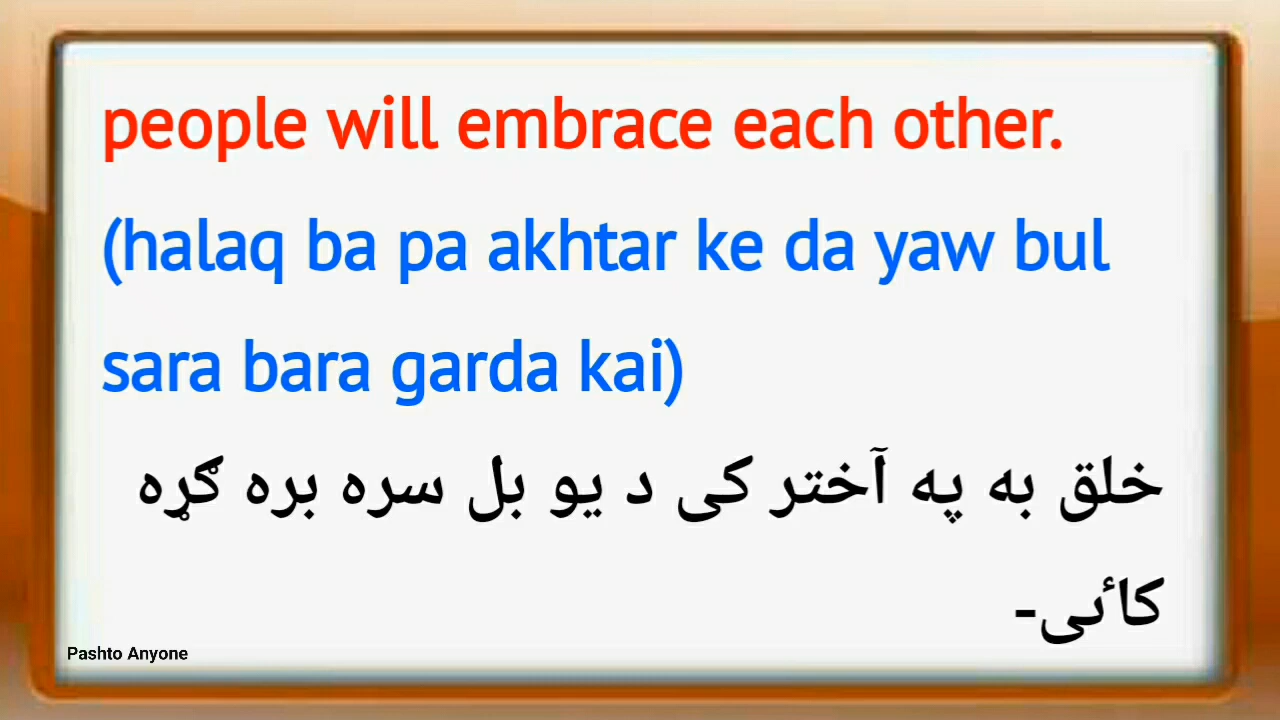 people will embrace each other.
(halaq ba pa akhtar ke da yaw bul
sara bara garda kai)
خلق به په آختر کی د یو بل سره بره ګړه
کائی-
Pashto Anyone